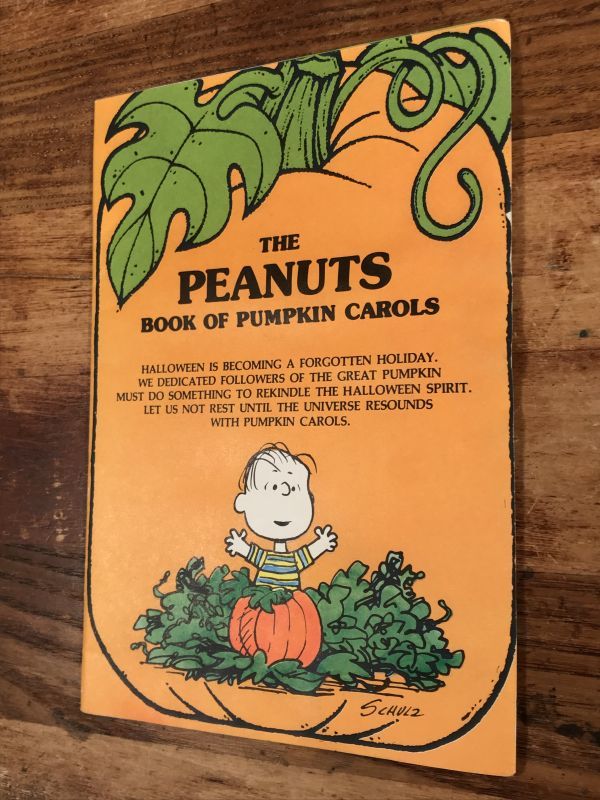 THE
PEANUTS
BOOK OF PUMPKIN CAROLS
HALLOWEEN IS BECOMING A FORGOTTEN HOLIDAY.
WE DEDICATED FOLLOWERS OF THE GREAT PUMPKIN
MUST DO SOMETHING TO REKINDLE THE HALLOWEEN SPIRIT.
LET US NOT REST UNTIL THE UNIVERSE RESOUNDS
WITH PUMPKIN CAROLS.
SCHULZ